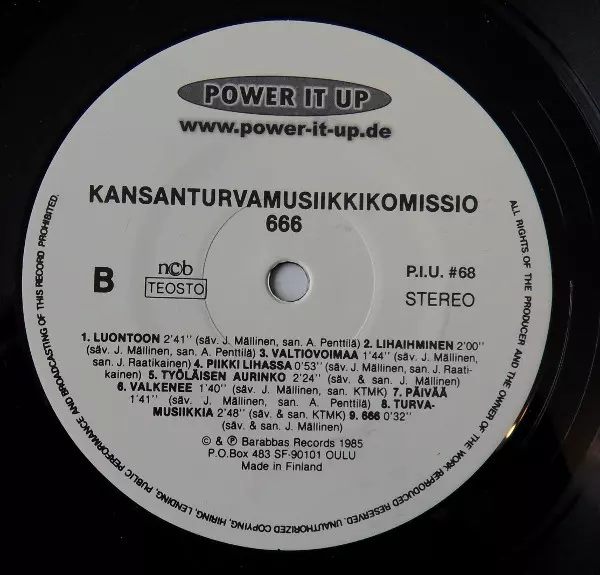 POWER IT UP
www.power-it-up.de
KANSANTURVAMUSIIKKIKOMISSIO
666
B
ncb
TEOSTO
P.I.U. #68
STEREO
1. LUONTOON 2'41" (säv. J. Mällinen, san. A. Penttilä) 2. LIHAIHMINEN 2'00"
(säv. J. Mällinen, san. A. Penttilä) 3. VALTIOVOIMAA 1'44" (säv. J. Mällinen,
san. J. Raatikainen) 4. PIIKKI LIHASSA 0'53" (säv. J. Mällinen, san. J. Raati-
kainen) 5. TYÖLÄISEN AURINKO 2'24" (säv. & san. J. Mällinen)
6. VALKENEE 1'40" (säv. J. Mällinen, san. KTMK) 7. PÄIVÄÄ
1'41" (säv. J. Mällinen, san. A. Penttilä) 8. TURVA-
MUSIIKKIA 2'48" (säv. & san. KTMK) 9. 666 0'32"
(säv. & san. J. Mällinen)
© & ℗ Barabbas Records 1985
P.O.Box 483 SF-90101 OULU
Made in Finland
ALL RIGHTS OF THE PRODUCER AND THE OWNER OF THE WORK REPRODUCED RESERVED. UNAUTHORIZED COPYING, HIRING, LENDING, PUBLIC PERFORMANCE AND BROADCASTING OF THIS RECORD PROHIBITED.